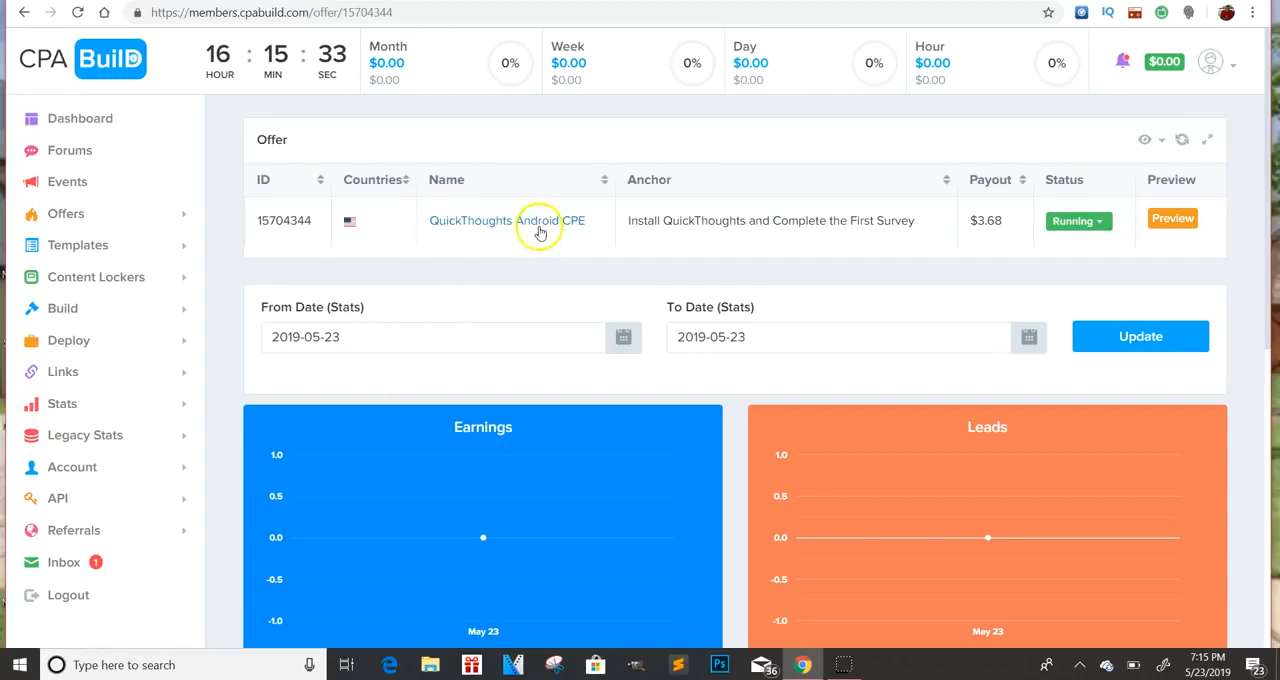 https://members.cpabuild.com/offer/15704344
IQ
CPA BuilD
16 : 15 : 33
HOUR MIN SEC
Month
$0.00
$0.00
0%
Week
$0.00
$0.00
0%
Day
$0.00
$0.00
0%
Hour
$0.00
$0.00
0%
$0.00
Dashboard
Forums
Events
Offers
Templates
Content Lockers
Build
Deploy
Links
Stats
Legacy Stats
Account
API
Referrals
Inbox 1
Logout
Offer
ID Countries Name Anchor Payout Status Preview
15704344 QuickThoughts Android CPE Install QuickThoughts and Complete the First Survey $3.68 Running Preview
From Date (Stats) To Date (Stats)
2019-05-23 2019-05-23 Update
Earnings
1.0
0.5
0.0
-0.5
-1.0
May 23
Leads
1.0
0.5
0.0
-0.5
-1.0
May 23
Type here to search
Ps
36
7:15 PM
5/23/2019
23